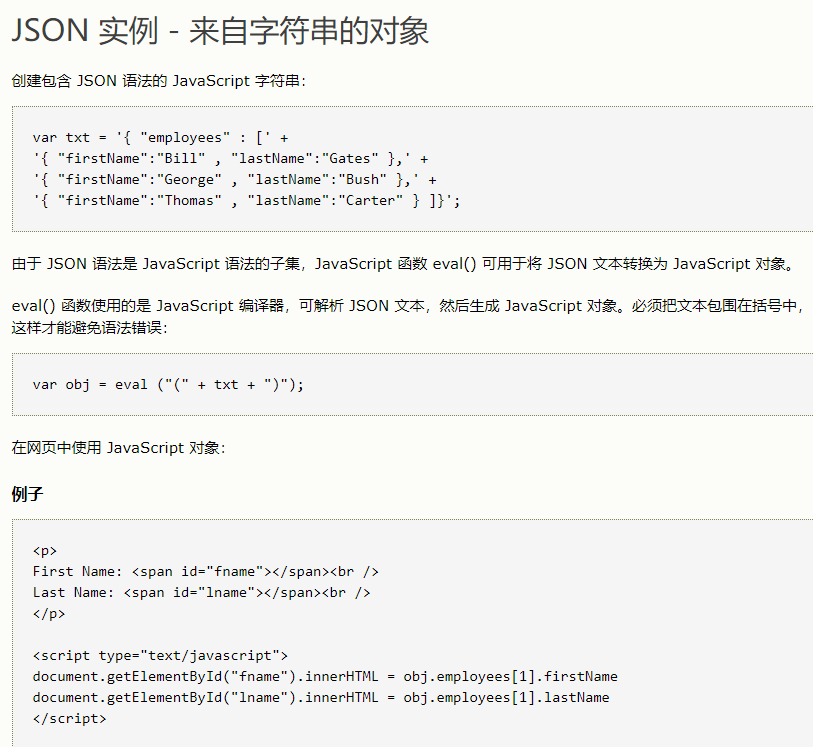 JSON 实例 - 来自字符串的对象
创建包含 JSON 语法的 JavaScript 字符串：
var txt = '{ "employees" : [' +
'{ "firstName":"Bill" , "lastName":"Gates" },' +
'{ "firstName":"George" , "lastName":"Bush" },' +
'{ "firstName":"Thomas" , "lastName":"Carter" } ]}';
由于 JSON 语法是 JavaScript 语法的子集，JavaScript 函数 eval() 可用于将 JSON 文本转换为 JavaScript 对象。
eval() 函数使用的是 JavaScript 编译器，可解析 JSON 文本，然后生成 JavaScript 对象。必须把文本包围在括号中，
这样才能避免语法错误：
var obj = eval ("(" + txt + ")");
在网页中使用 JavaScript 对象：
例子
<p>
First Name: <span id="fname"></span><br />
Last Name: <span id="lname"></span><br />
</p>
<script type="text/javascript">
document.getElementById("fname").innerHTML = obj.employees[1].firstName
document.getElementById("lname").innerHTML = obj.employees[1].lastName
</script>